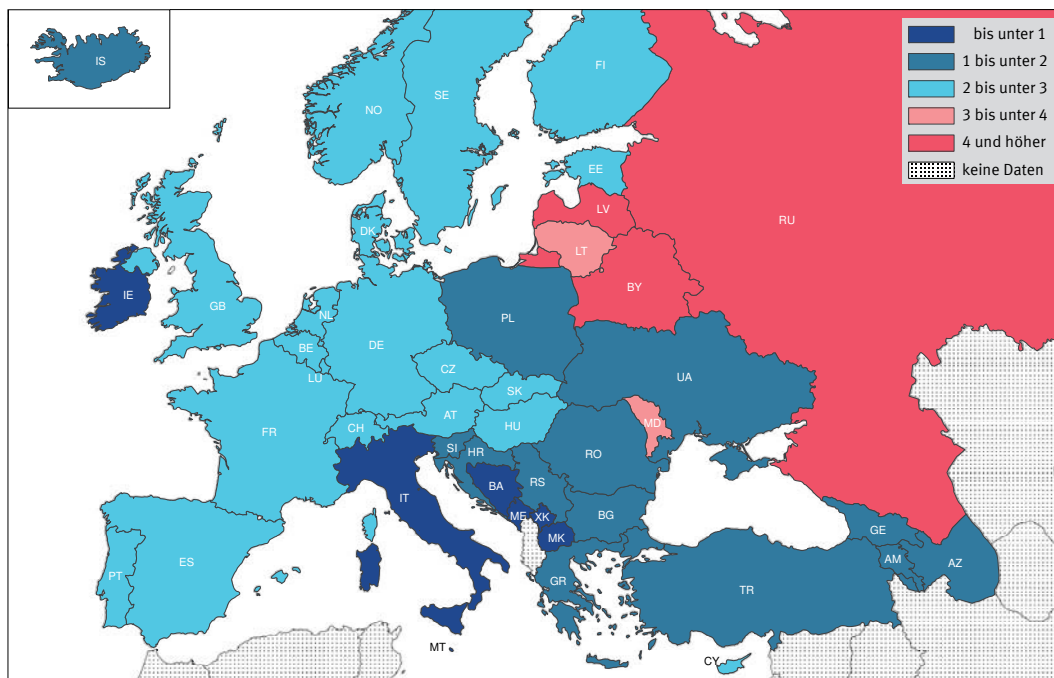 IS
bis unter 1
1 bis unter 2
2 bis unter 3
3 bis unter 4
4 und höher
keine Daten
FI
SE
NO
EE
LV
RU
DK
LT
IE
BY
GB
NL
PL
DE
BE
LU
CZ
UA
SK
AT
CH
HU
FR
MD
SI
HR
RO
RS
BA
IT
ME
XK
BG
MK
GE
AM
AZ
ES
PT
GR
TR
MT
CY